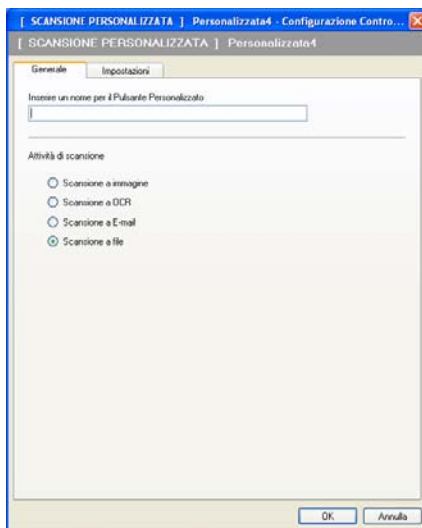 [ SCANSIONE PERSONALIZZATA ] Personalizzata4 - Configurazione Contro...
[ SCANSIONE PERSONALIZZATA ] Personalizzata4
Generale Impostazioni
Inserire un nome per il Pulsante Personalizzato
Attività di scansione
Scansione a immagine
Scansione a OCR
Scansione a E-mail
Scansione a file
OK Annulla